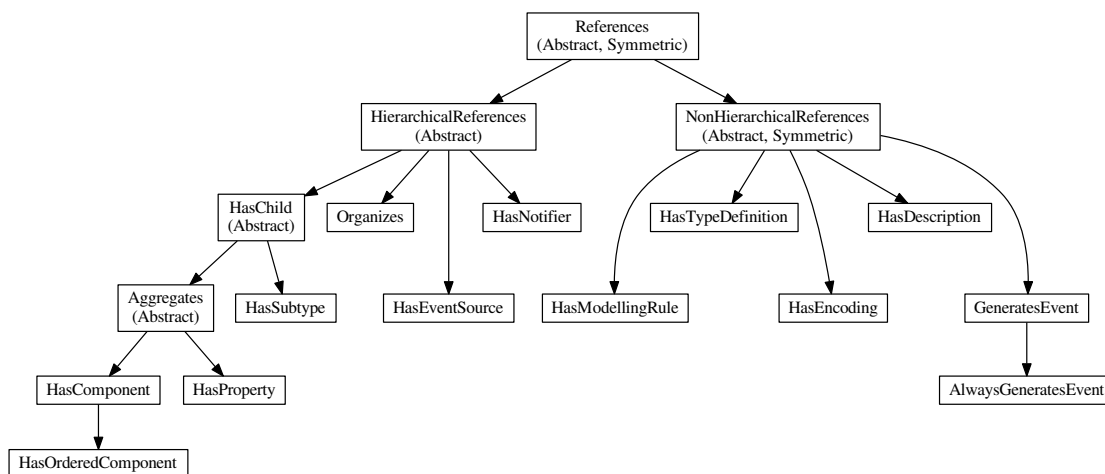 References
(Abstract, Symmetric)
HierarchicalReferences
(Abstract)
NonHierarchicalReferences
(Abstract, Symmetric)
HasChild
(Abstract)
Organizes
HasNotifier
HasTypeDefinition
HasDescription
Aggregates
(Abstract)
HasSubtype
HasEventSource
HasModellingRule
HasEncoding
GeneratesEvent
HasComponent
HasProperty
AlwaysGeneratesEvent
HasOrderedComponent